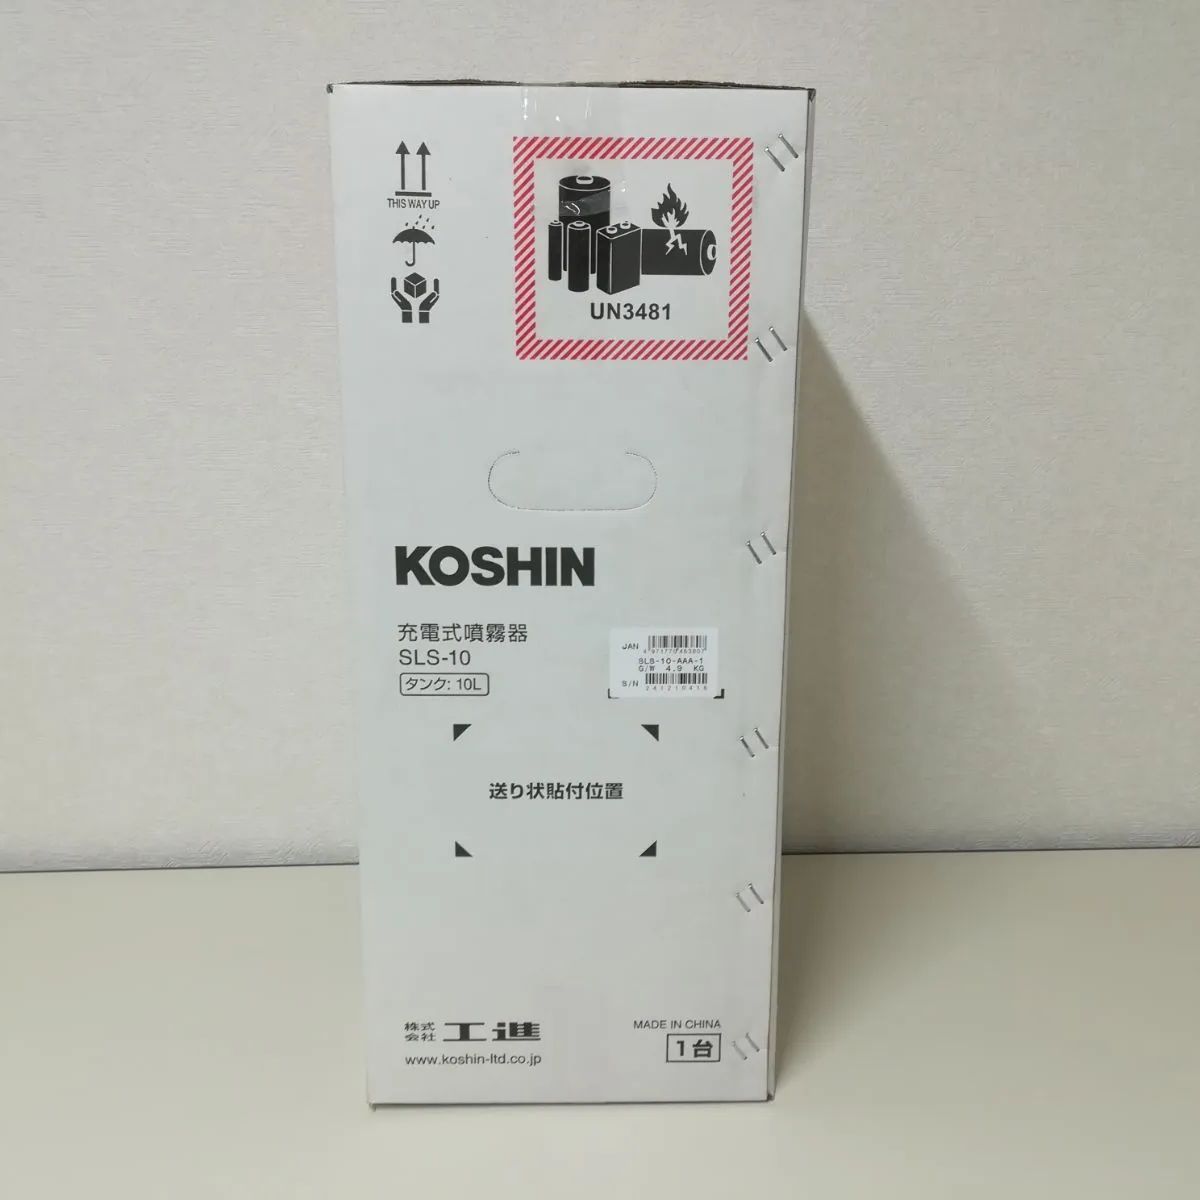 THIS WAY UP
UN3481
KOSHIN
充電式噴霧器
SLS-10
タンク: 10L
JAN
SLS-10-AAA-1
G/W 4.9 KG
S/N
241210416
送り状貼付位置
株式会社 工進
www.koshin-ltd.co.jp
MADE IN CHINA
1台